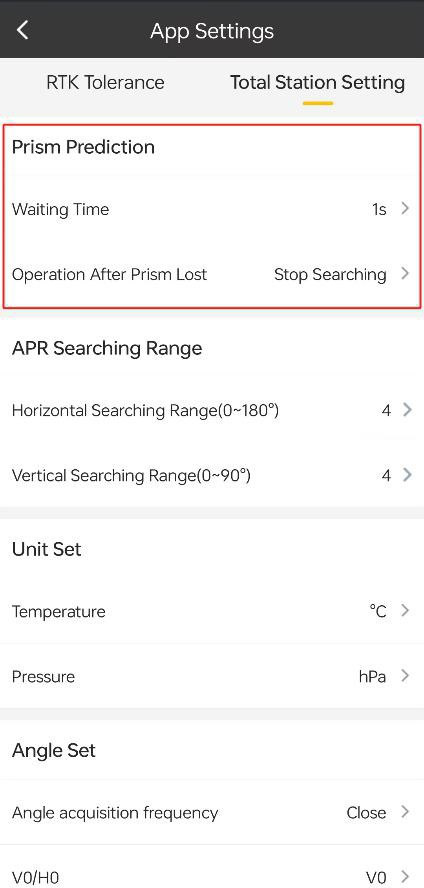 App Settings
RTK Tolerance Total Station Setting
Prism Prediction
Waiting Time 1s
Operation After Prism Lost Stop Searching
APR Searching Range
Horizontal Searching Range(0~180°) 4
Vertical Searching Range(0~90°) 4
Unit Set
Temperature °C
Pressure hPa
Angle Set
Angle acquisition frequency Close
V0/H0 V0